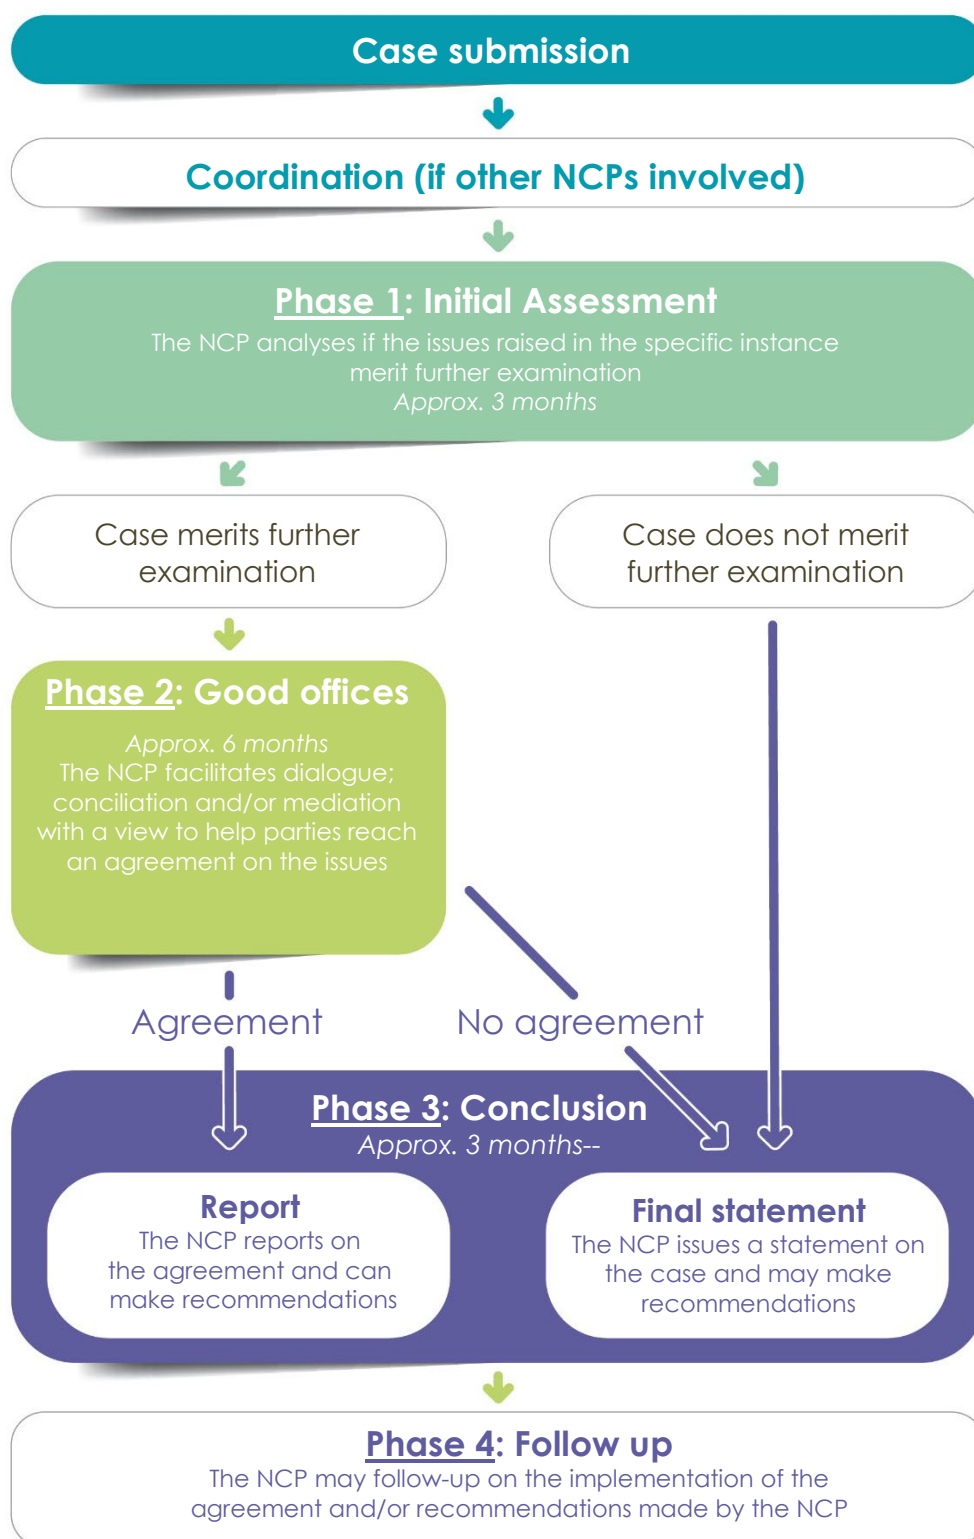 Case submission
Coordination (if other NCPs involved)
Phase 1: Initial Assessment
The NCP analyses if the issues raised in the specific instance
merit further examination
Approx. 3 months
Case merits further
examination
Case does not merit
further examination
Phase 2: Good offices
Approx. 6 months
The NCP facilitates dialogue;
conciliation and/or mediation
with a view to help parties reach
an agreement on the issues
Agreement
No agreement
Phase 3: Conclusion
Approx. 3 months--
Report
The NCP reports on
the agreement and can
make recommendations
Final statement
The NCP issues a statement on
the case and may make
recommendations
Phase 4: Follow up
The NCP may follow-up on the implementation of the
agreement and/or recommendations made by the NCP